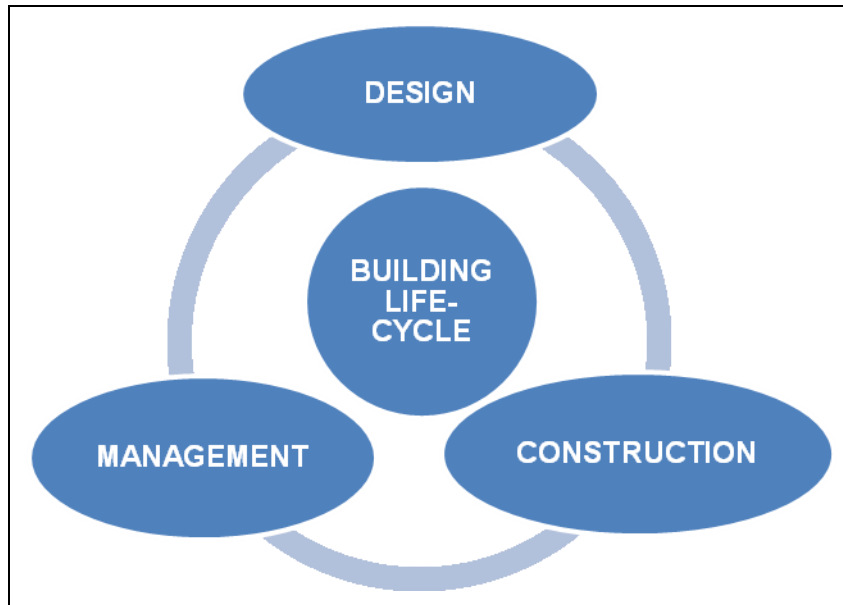 DESIGN
BUILDING
LIFE-
CYCLE
MANAGEMENT
CONSTRUCTION